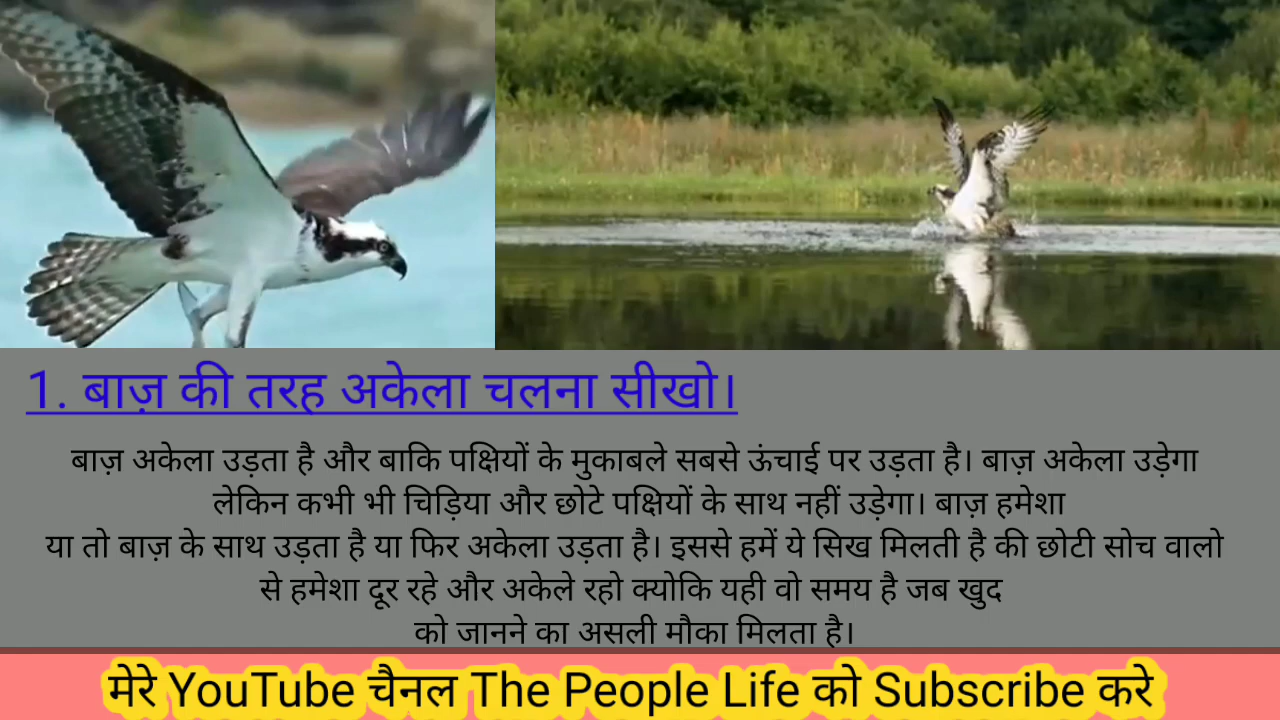 1. बाज़ की तरह अकेला चलना सीखो।
बाज़ अकेला उड़ता है और बाकि पक्षियों के मुकाबले सबसे ऊंचाई पर उड़ता है। बाज़ अकेला उड़ेगा
लेकिन कभी भी चिड़िया और छोटे पक्षियों के साथ नहीं उड़ेगा। बाज़ हमेशा
या तो बाज़ के साथ उड़ता है या फिर अकेला उड़ता है। इससे हमें ये सिख मिलती है की छोटी सोच वालो
से हमेशा दूर रहे और अकेले रहो क्योकि यही वो समय है जब खुद
को जानने का असली मौका मिलता है।
मेरे YouTube चैनल The People Life को Subscribe करे